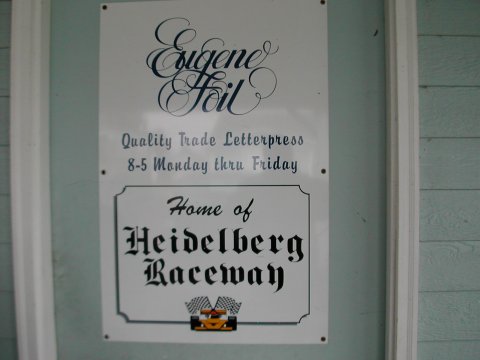 Eugene
Foil
Quality Trade Letterpress
8-5 Monday thru Friday
Home of
Heidelberg
Raceway